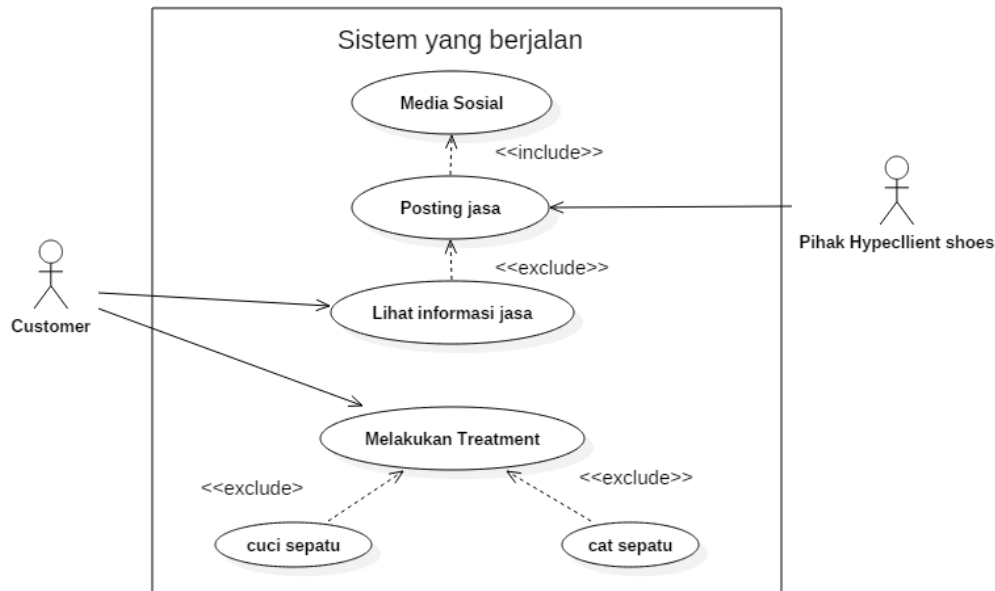 Sistem yang berjalan
Media Sosial
<<include>>
Posting jasa
Pihak Hypecllient shoes
<<exclude>>
Lihat informasi jasa
Customer
Melakukan Treatment
<<exclude>
<<exclude>>
cuci sepatu
cat sepatu